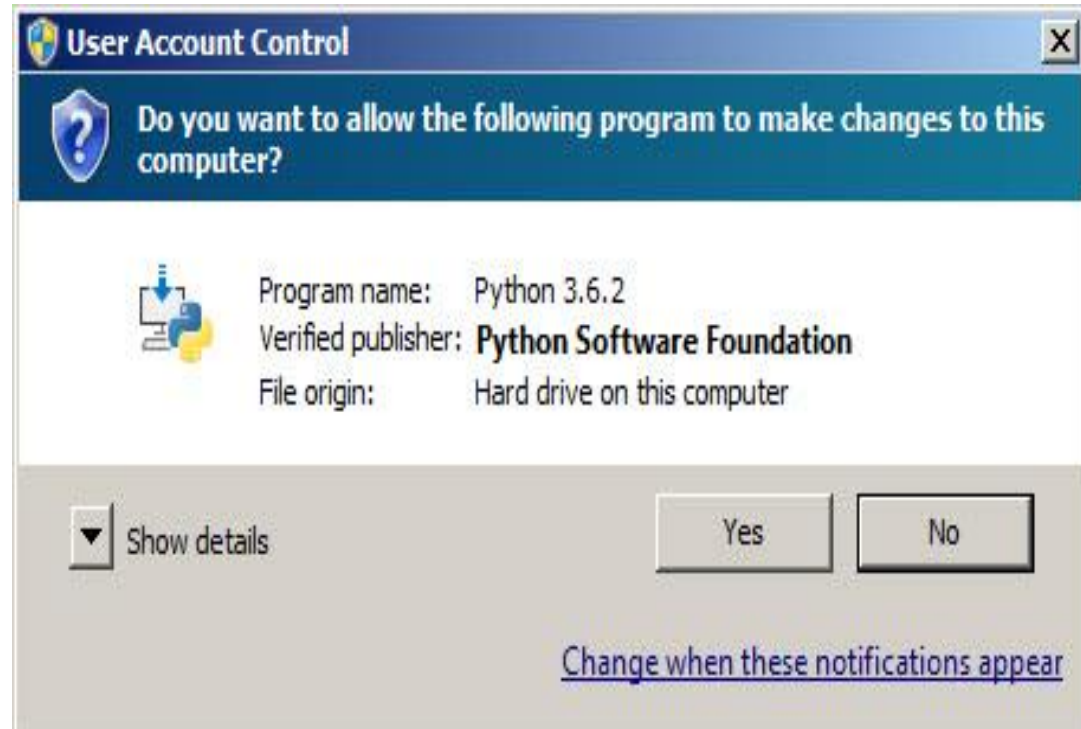 User Account Control
X
Do you want to allow the following program to make changes to this
computer?
Program name: Python 3.6.2
Verified publisher: Python Software Foundation
File origin: Hard drive on this computer
Show details
Yes No
Change when these notifications appear